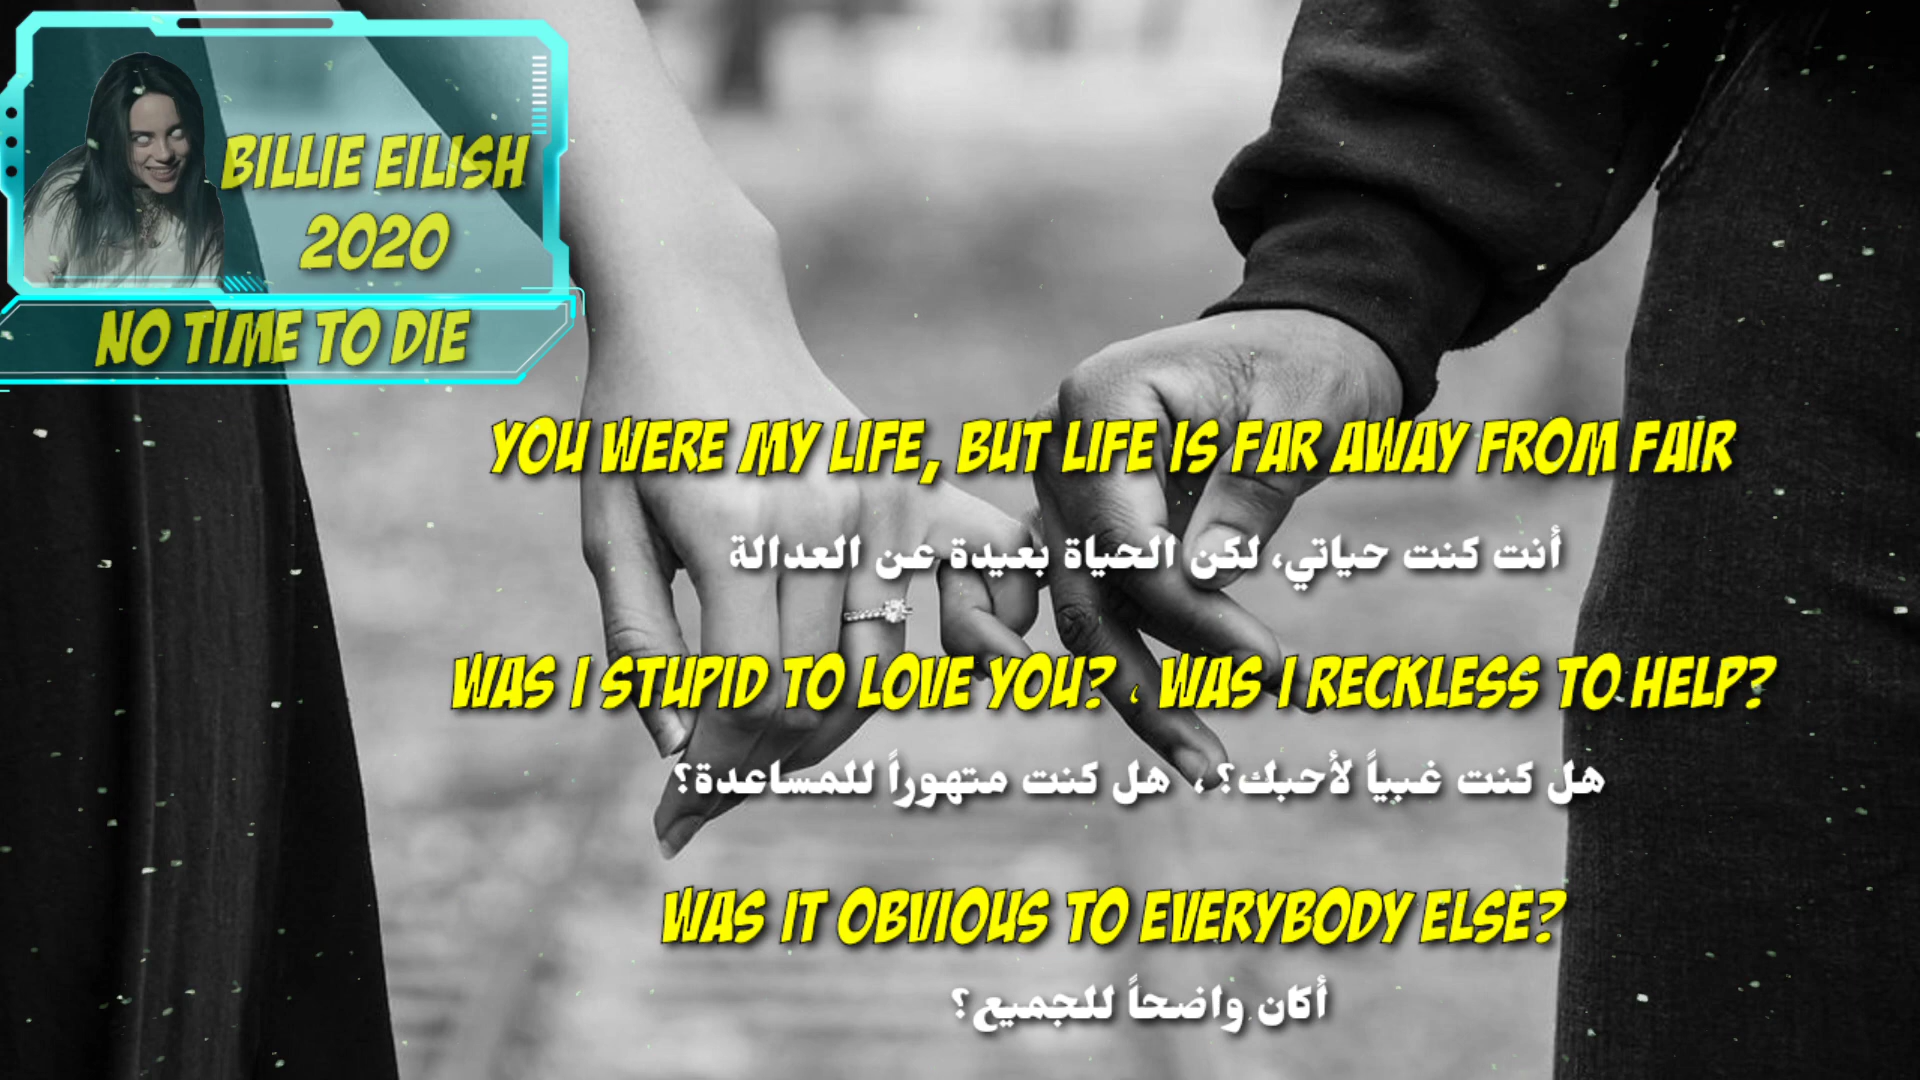 BILLIE EILISH
2020
NO TIME TO DIE
YOU WERE MY LIFE, BUT LIFE IS FAR AWAY FROM FAIR
أنت كنت حياتي، لكن الحياة بعيدة عن العدالة
WAS I STUPID TO LOVE YOU? ، WAS I RECKLESS TO HELP?
هل كنت غبياً لأحبك؟ ، هل كنت متهوراً للمساعدة؟
WAS IT OBVIOUS TO EVERYBODY ELSE?
أكان واضحاً للجميع؟